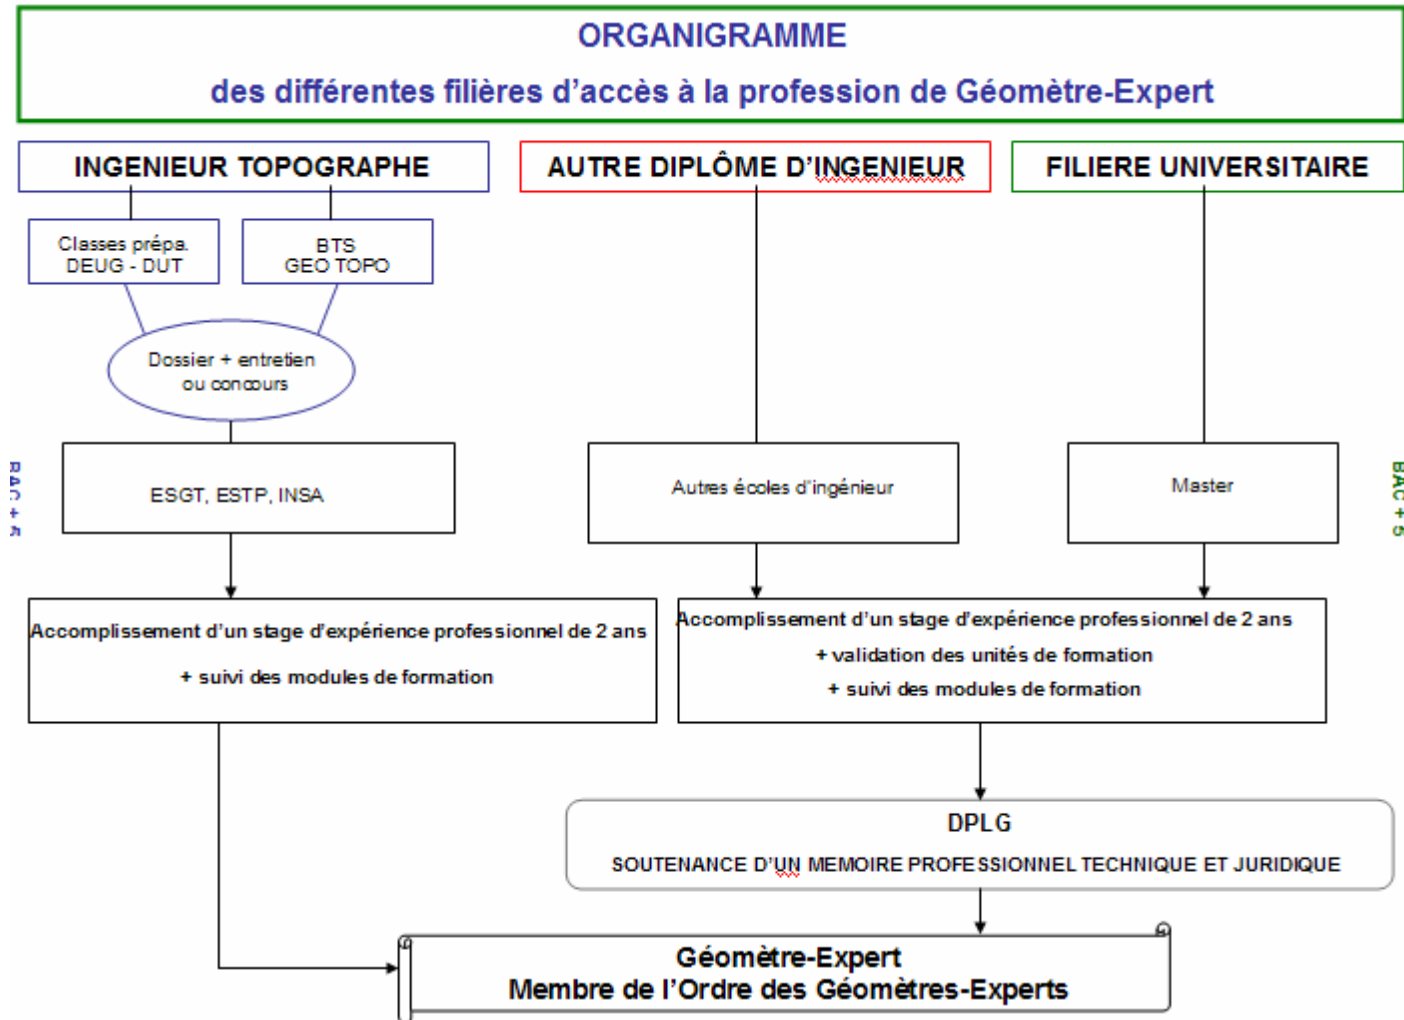 ORGANIGRAMME
des différentes filières d'accès à la profession de Géomètre-Expert
INGENIEUR TOPOGRAPHE
AUTRE DIPLÔME D'INGENIEUR
FILIERE UNIVERSITAIRE
Classes prépa.
DEUG - DUT
BTS
GEO TOPO
Dossier + entretien
ou concours
BAC + 5
ESGT, ESTP, INSA
Autres écoles d'ingénieur
Master
BAC + 5
Accomplissement d'un stage d'expérience professionnel de 2 ans
+ suivi des modules de formation
Accomplissement d'un stage d'expérience professionnel de 2 ans
+ validation des unités de formation
+ suivi des modules de formation
DPLG
SOUTENANCE D'UN MEMOIRE PROFESSIONNEL TECHNIQUE ET JURIDIQUE
Géomètre-Expert
Membre de l'Ordre des Géomètres-Experts